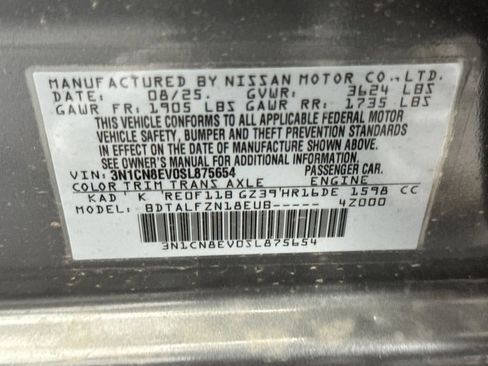 MANUFACTURED BY NISSAN MOTOR CO., LTD.
DATE: 08/25. GVWR: 3624 LBS
GAWR FR: 1905 LBS GAWR RR: 1735 LBS
THIS VEHICLE CONFORMS TO ALL APPLICABLE FEDERAL MOTOR
VEHICLE SAFETY, BUMPER AND THEFT PREVENTION STANDARDS
IN EFFECT ON THE DATE OF MANUFACTURE SHOWN ABOVE.
SEE OWNER'S MANUAL FOR ADDITIONAL INFORMATION.
VIN: 3N1CN8EV0SL875654 PASSENGER CAR.
COLOR TRIM TRANS AXLE ENGINE
KAD K RE0F11B GZ39 HR16DE 1598 CC
MODEL: BDTALFZN18EUB----- 4Z000
3N1CN8EV0SL875654